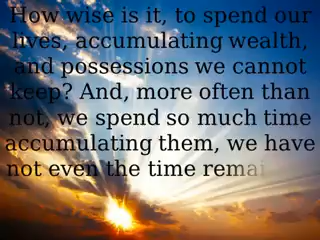 How wise is it, to spend our
lives, accumulating wealth,
and possessions we cannot
keep? And, more often than
not, we spend so much time
accumulating them, we have
not even the time remai